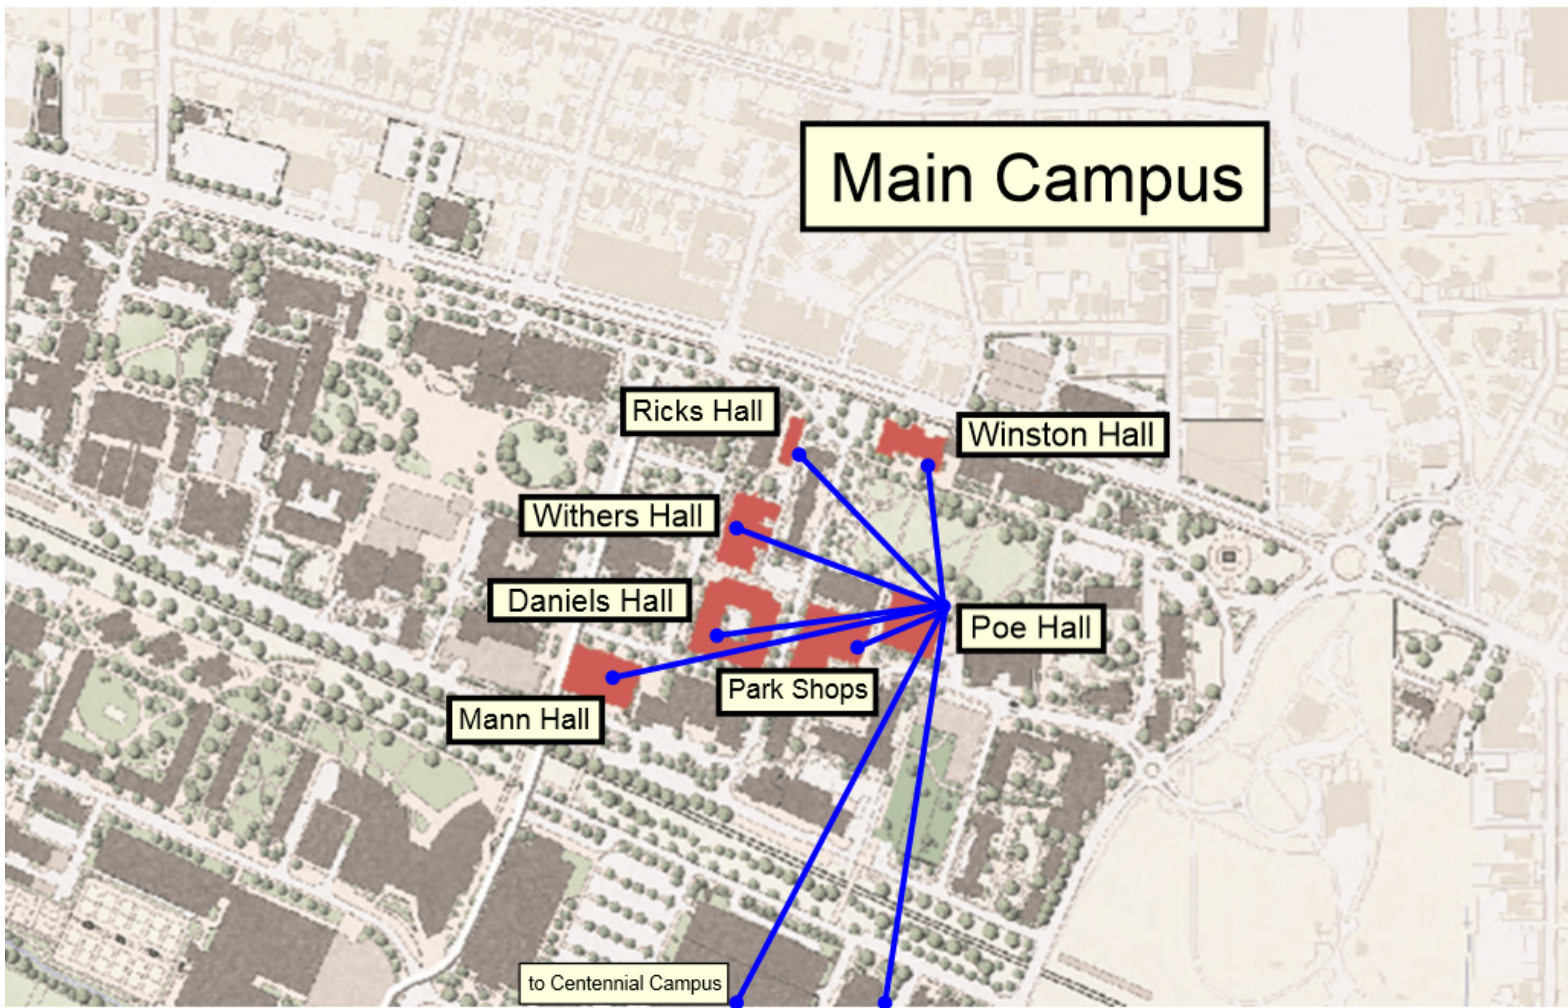 Main Campus
Ricks Hall
Winston Hall
Withers Hall
Daniels Hall
Poe Hall
Park Shops
Mann Hall
to Centennial Campus